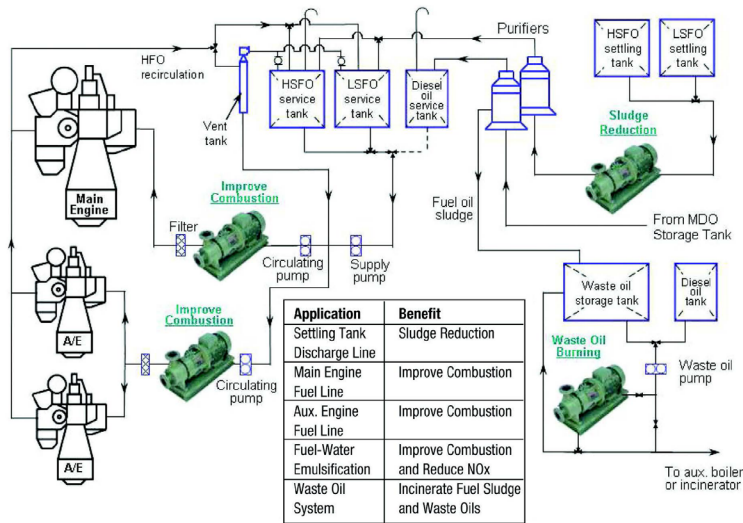 HFO
recirculation
Vent
tank
HSFO
service
tank
LSFO
service
tank
Diesel
oil service
tank
Purifiers
HSFO
settling
tank
LSFO
settling
tank
Sludge
Reduction
Main
Engine
Improve
Combustion
Filter
Circulating
pump
Supply
pump
Fuel oil
sludge
From MDO
Storage Tank
Improve
Combustion
A/E
Circulating
pump
A/E
Waste oil
storage tank
Diesel
oil
tank
Waste Oil
Burning
Waste oil
pump
To aux. boiler
or incinerator
Application Benefit
Settling Tank Sludge Reduction
Discharge Line
Main Engine Improve Combustion
Fuel Line
Aux. Engine Improve Combustion
Fuel Line
Fuel-Water Improve Combustion
Emulsification and Reduce NOx
Waste Oil Incinerate Fuel Sludge
System and Waste Oils